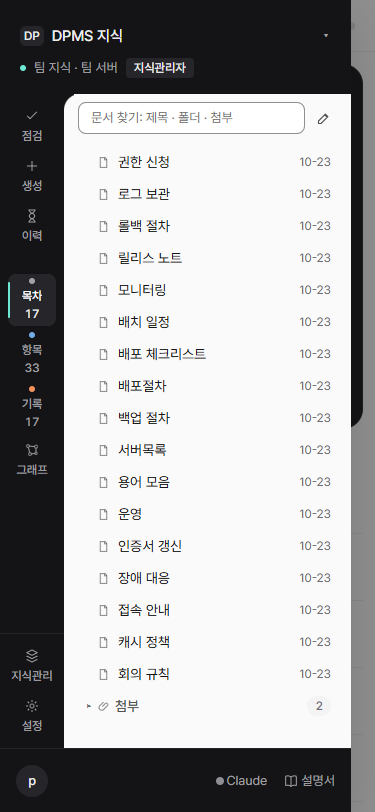 DP DPMS 지식
팀 지식 · 팀 서버 지식관리자
점검
생성
이력
목차
17
항목
33
기록
17
그래프
지식관리
설정
문서 찾기: 제목 · 폴더 · 첨부
권한 신청 10-23
로그 보관 10-23
롤백 절차 10-23
릴리스 노트 10-23
모니터링 10-23
배치 일정 10-23
배포 체크리스트 10-23
배포절차 10-23
백업 절차 10-23
서버목록 10-23
용어 모음 10-23
운영 10-23
인증서 갱신 10-23
장애 대응 10-23
접속 안내 10-23
캐시 정책 10-23
회의 규칙 10-23
첨부 2
p Claude 설명서